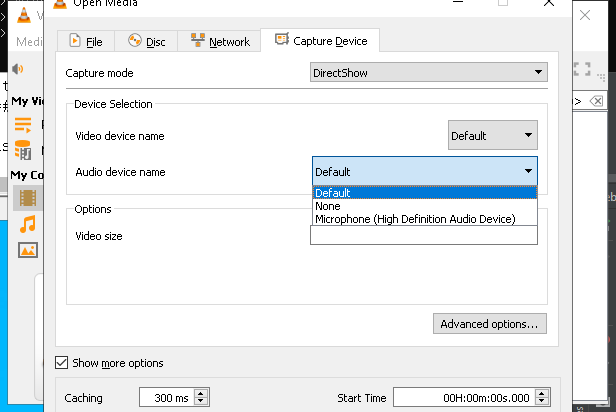 Open Media
Medi
File
Disc
Network
Capture Device
Capture mode
DirectShow
My Vi
Device Selection
Video device name
Default
Audio device name
Default
Default
None
Microphone (High Definition Audio Device)
My Co
Options
Video size
Advanced options...
Show more options
Caching
300 ms
Start Time
00H:00m:00s.000